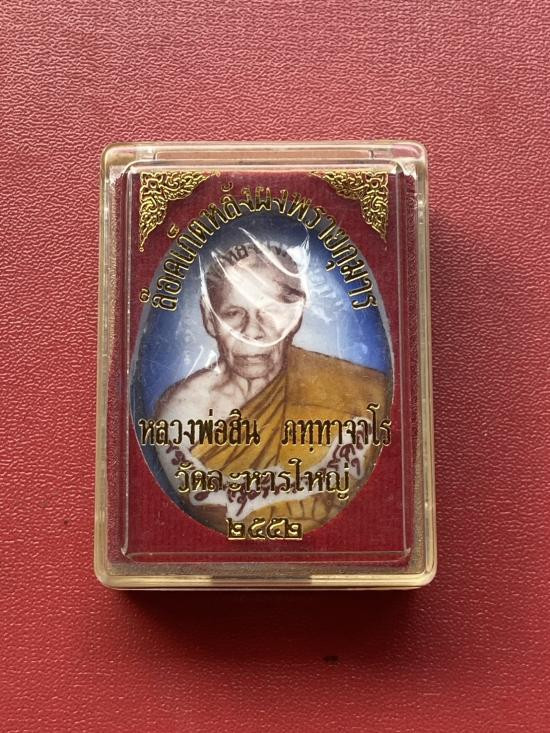 ล็อคเก็ตหลังผงพรายกุมาร
หลวงพ่อสิน ภทฺทาจาโร
วัดละหารใหญ่
๒๕๕๒